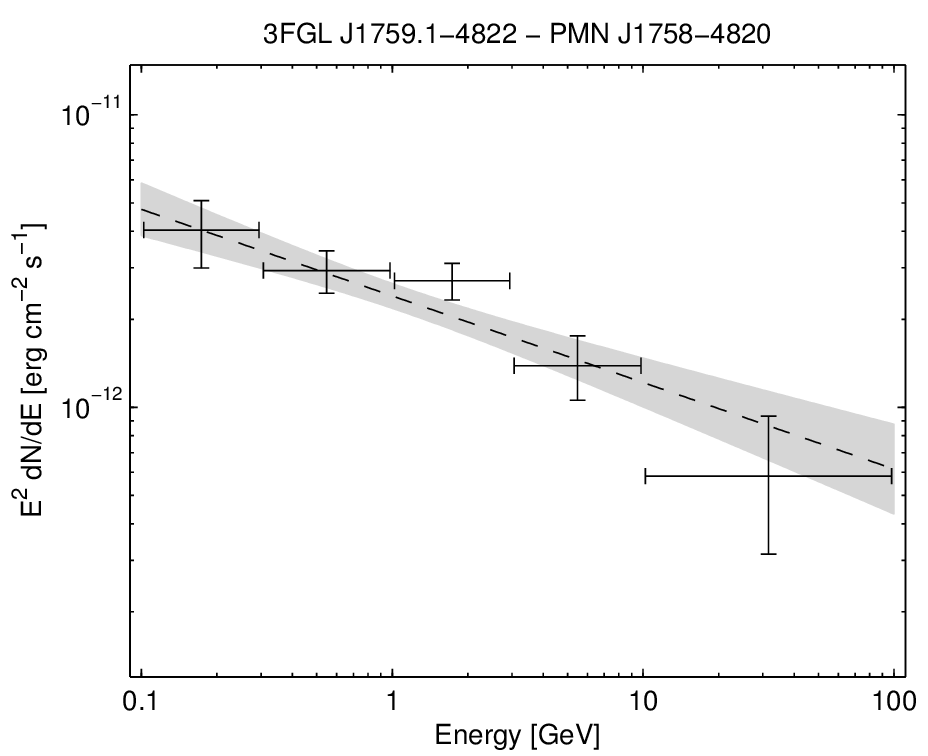 3FGL J1759.1−4822 − PMN J1758−4820
10⁻¹¹
10⁻¹²
E² dN/dE [erg cm⁻² s⁻¹]
0.1 1 10 100
Energy [GeV]